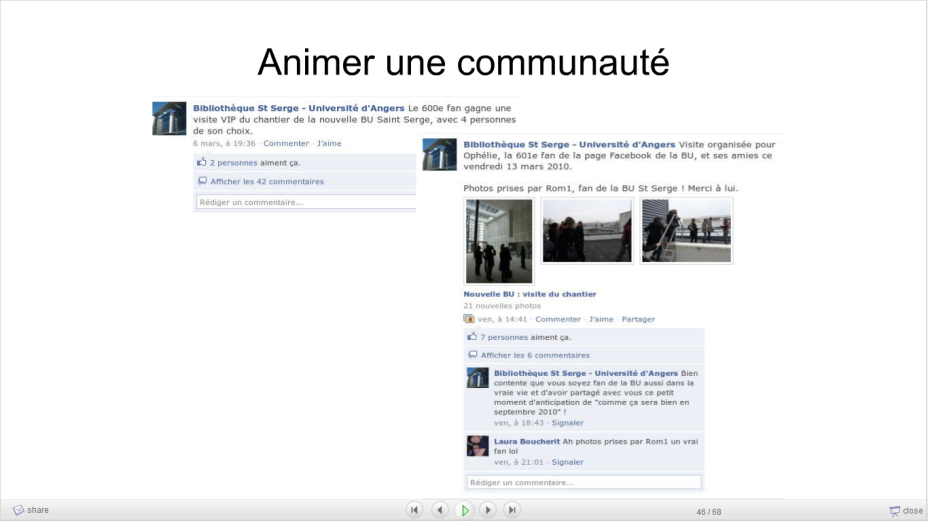 Animer une communauté
Bibliothèque St Serge - Université d'Angers Le 600e fan gagne une
visite VIP du chantier de la nouvelle BU Saint Serge, avec 4 personnes
de son choix.
6 mars, à 19:36 · Commenter · J'aime
2 personnes aiment ça.
Afficher les 42 commentaires
Rédiger un commentaire...
Bibliothèque St Serge - Université d'Angers Visite organisée pour
Ophélie, la 601e fan de la page Facebook de la BU, et ses amies ce
vendredi 13 mars 2010.
Photos prises par Rom1, fan de la BU St Serge ! Merci à lui.
Nouvelle BU : visite du chantier
21 nouvelles photos
ven, à 14:41 · Commenter · J'aime · Partager
7 personnes aiment ça.
Afficher les 6 commentaires
Bibliothèque St Serge - Université d'Angers Bien
contente que vous soyez fan de la BU aussi dans la
vraie vie et d'avoir partagé avec vous ce petit
moment d'anticipation de "comme ça sera bien en
septembre 2010" !
ven, à 18:43 · Signaler
Laura Boucherit Ah photos prises par Rom1 un vrai
fan lol
ven, à 21:01 · Signaler
Rédiger un commentaire...
share
46 / 68
close